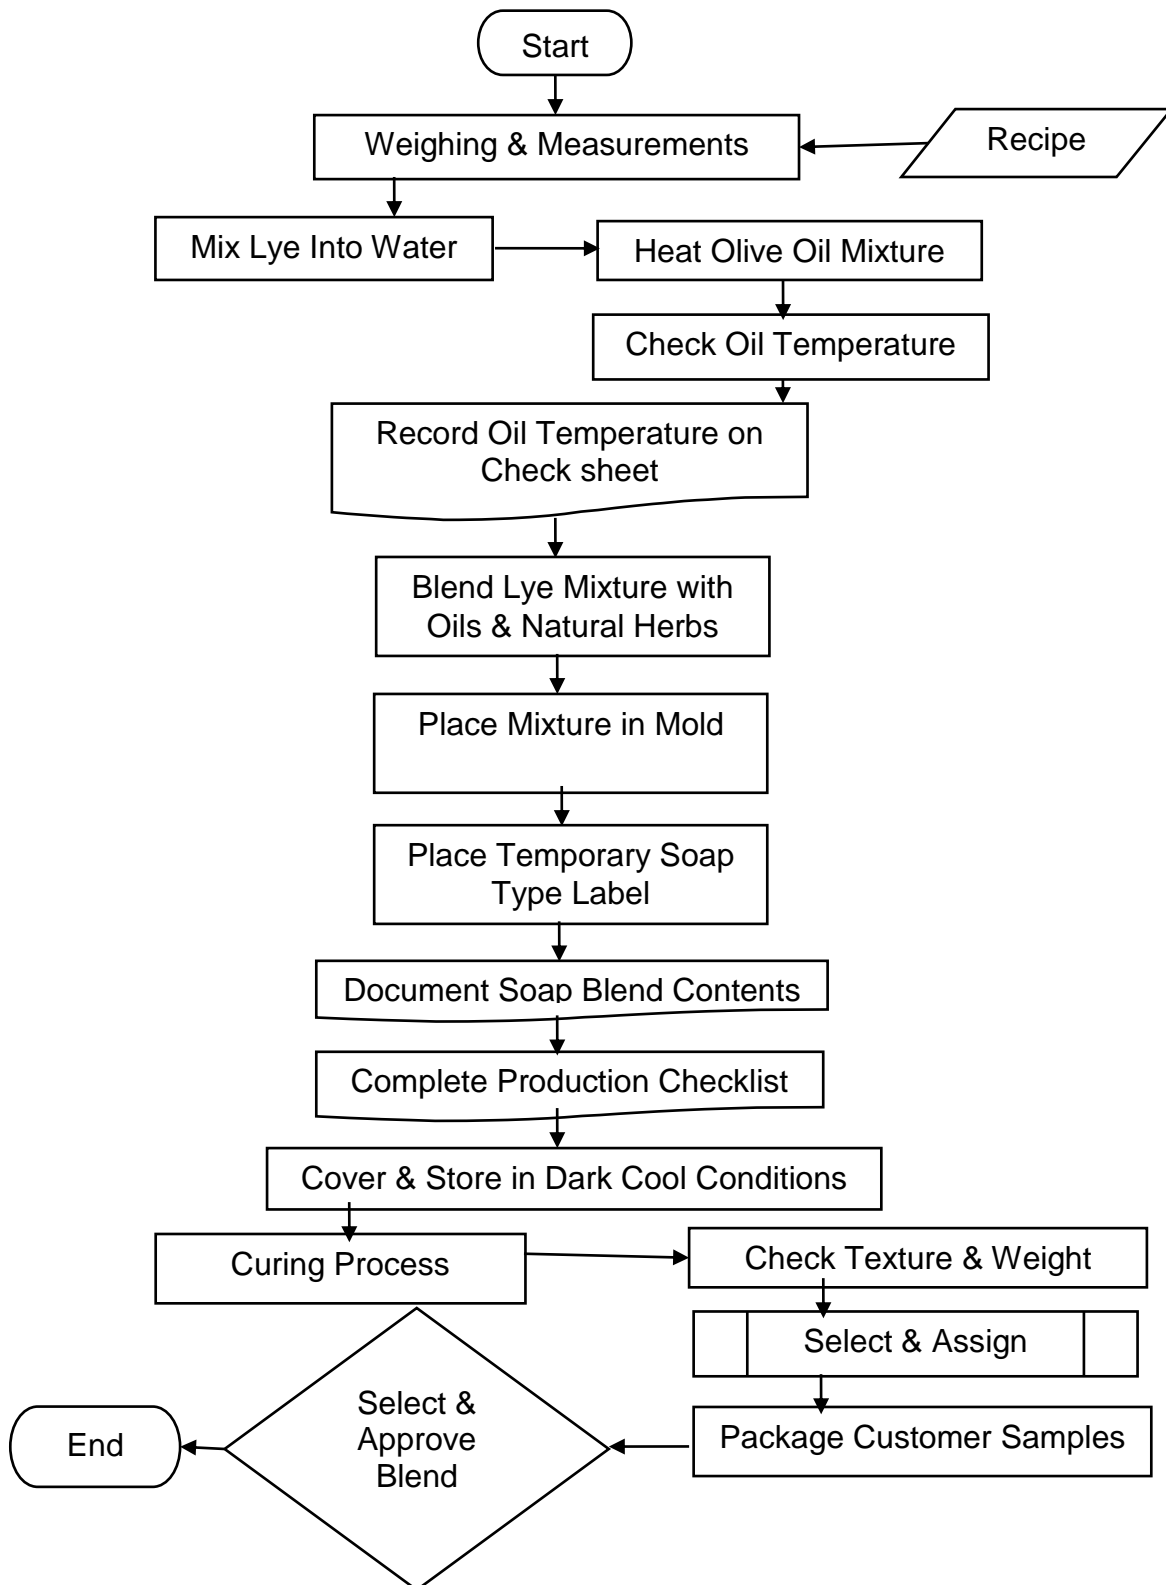 Start
Weighing & Measurements
Recipe
Mix Lye Into Water
Heat Olive Oil Mixture
Check Oil Temperature
Record Oil Temperature on
Check sheet
Blend Lye Mixture with
Oils & Natural Herbs
Place Mixture in Mold
Place Temporary Soap
Type Label
Document Soap Blend Contents
Complete Production Checklist
Cover & Store in Dark Cool Conditions
Curing Process
Check Texture & Weight
Select & Assign
Package Customer Samples
Select &
Approve
Blend
End